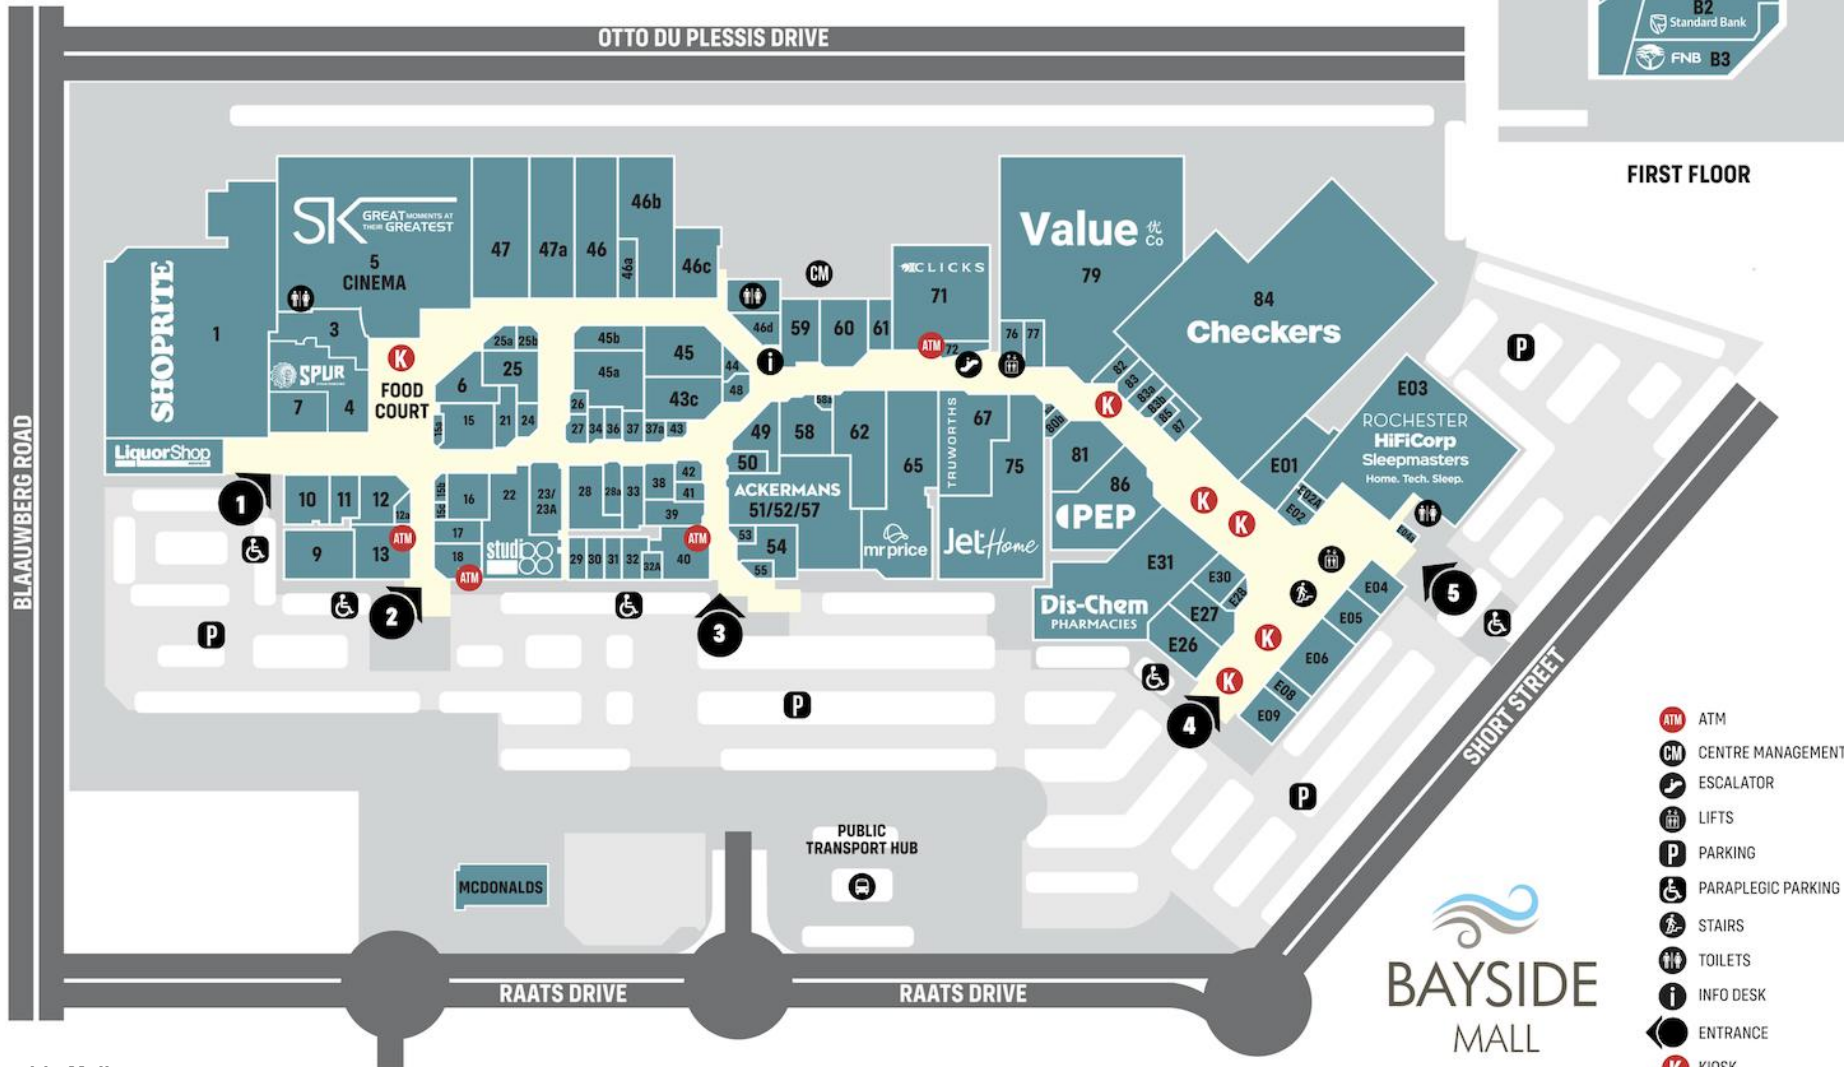 OTTO DU PLESSIS DRIVE
B2
Standard Bank
FNB B3
FIRST FLOOR
BLAAUWBERG ROAD
SHOPRITE
1
LiquorShop
SK GREAT MOMENTS AT
THEIR GREATEST
5
CINEMA
3
SPUR
7
4
K
FOOD
COURT
47
47a
46
46a
46b
46c
46d
CM
59
60
61
CLICKS
71
ATM
72
76
77
Value 优
Co
79
84
Checkers
82
83
83a
83b
85
87
K
P
E03
ROCHESTER
HiFiCorp
Sleepmasters
Home. Tech. Sleep.
E01
E02A
E02
25a
25b
25
6
15
15a
21
24
45b
45a
45
43c
44
48
i
26
27
34
36
37
37a
43
49
50
58
58a
62
65
TRUWORTHS
67
75
80b
81
86
PEP
K
K
1
10
11
12
12a
9
13
ATM
15b
16
17
18
ATM
22
23/
23A
studio
28
28a
33
38
42
41
39
29
30
31
32
32A
40
ATM
ACKERMANS
51/52/57
53
54
55
mrprice
Jet Home
E31
E30
E28
E27
E26
Dis-Chem
PHARMACIES
E04
E05
E06
E08
E09
K
K
2
3
4
5
P
P
P
SHORT STREET
MCDONALDS
PUBLIC
TRANSPORT HUB
RAATS DRIVE
RAATS DRIVE
BAYSIDE
MALL
ATM ATM
CM CENTRE MANAGEMENT
ESCALATOR
LIFTS
P PARKING
PARAPLEGIC PARKING
STAIRS
TOILETS
i INFO DESK
ENTRANCE
K KIOSK